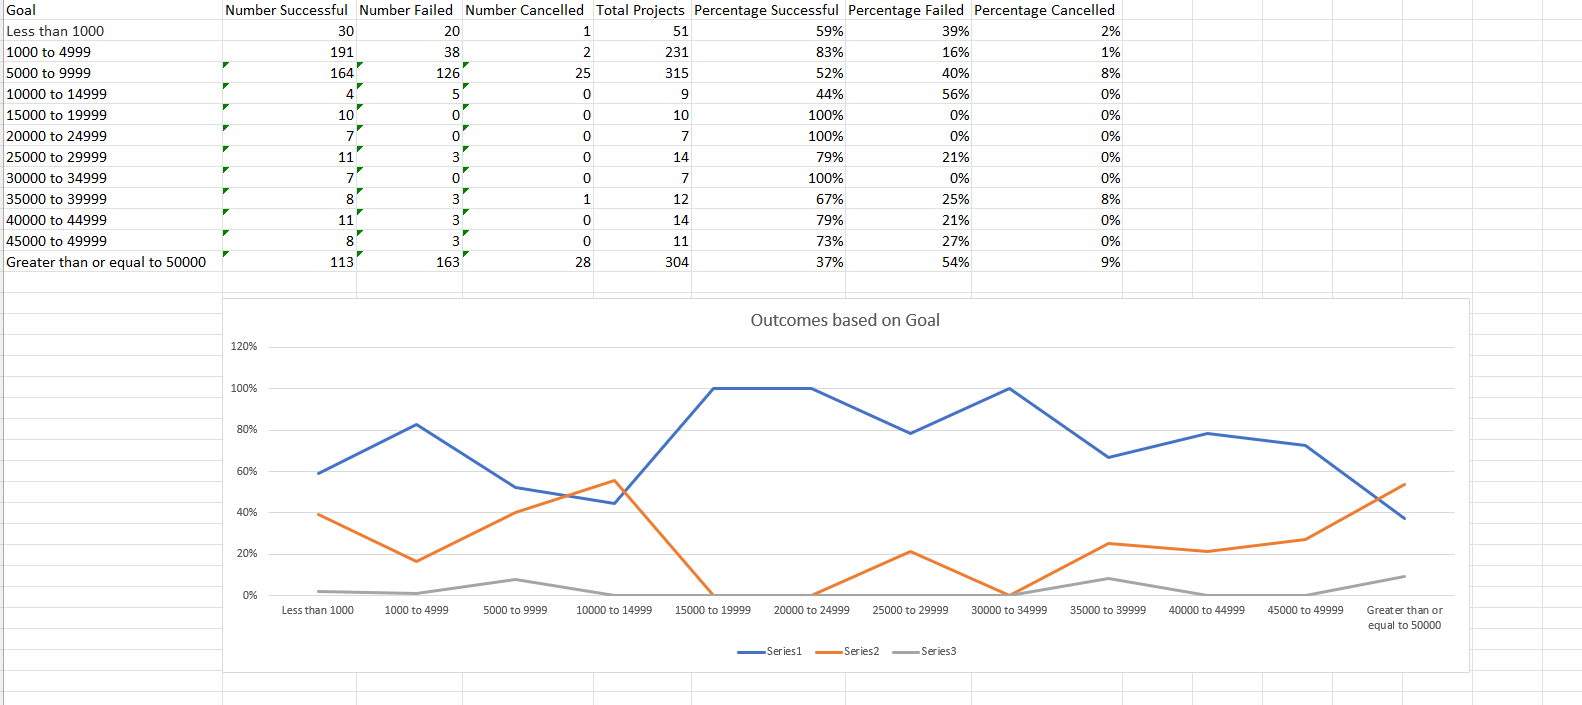 Goal Number Successful Number Failed Number Cancelled Total Projects Percentage Successful Percentage Failed Percentage Cancelled
Less than 1000 30 20 1 51 59% 39% 2%
1000 to 4999 191 38 2 231 83% 16% 1%
5000 to 9999 164 126 25 315 52% 40% 8%
10000 to 14999 4 5 0 9 44% 56% 0%
15000 to 19999 10 0 0 10 100% 0% 0%
20000 to 24999 7 0 0 7 100% 0% 0%
25000 to 29999 11 3 0 14 79% 21% 0%
30000 to 34999 7 0 0 7 100% 0% 0%
35000 to 39999 8 3 1 12 67% 25% 8%
40000 to 44999 11 3 0 14 79% 21% 0%
45000 to 49999 8 3 0 11 73% 27% 0%
Greater than or equal to 50000 113 163 28 304 37% 54% 9%
Outcomes based on Goal
120%
100%
80%
60%
40%
20%
0%
Less than 1000 1000 to 4999 5000 to 9999 10000 to 14999 15000 to 19999 20000 to 24999 25000 to 29999 30000 to 34999 35000 to 39999 40000 to 44999 45000 to 49999 Greater than or
equal to 50000
Series1 Series2 Series3